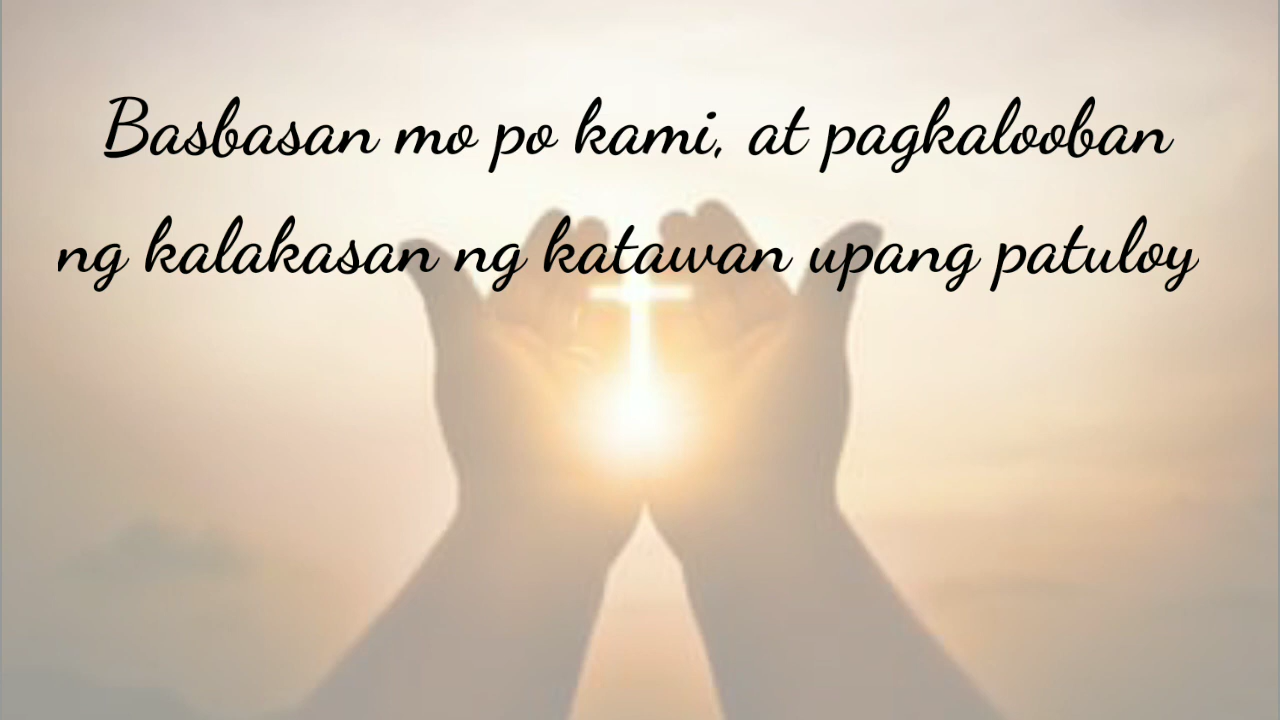 Basbasan mo po kami, at pagkalooban
ng kalakasan ng katawan upang patuloy